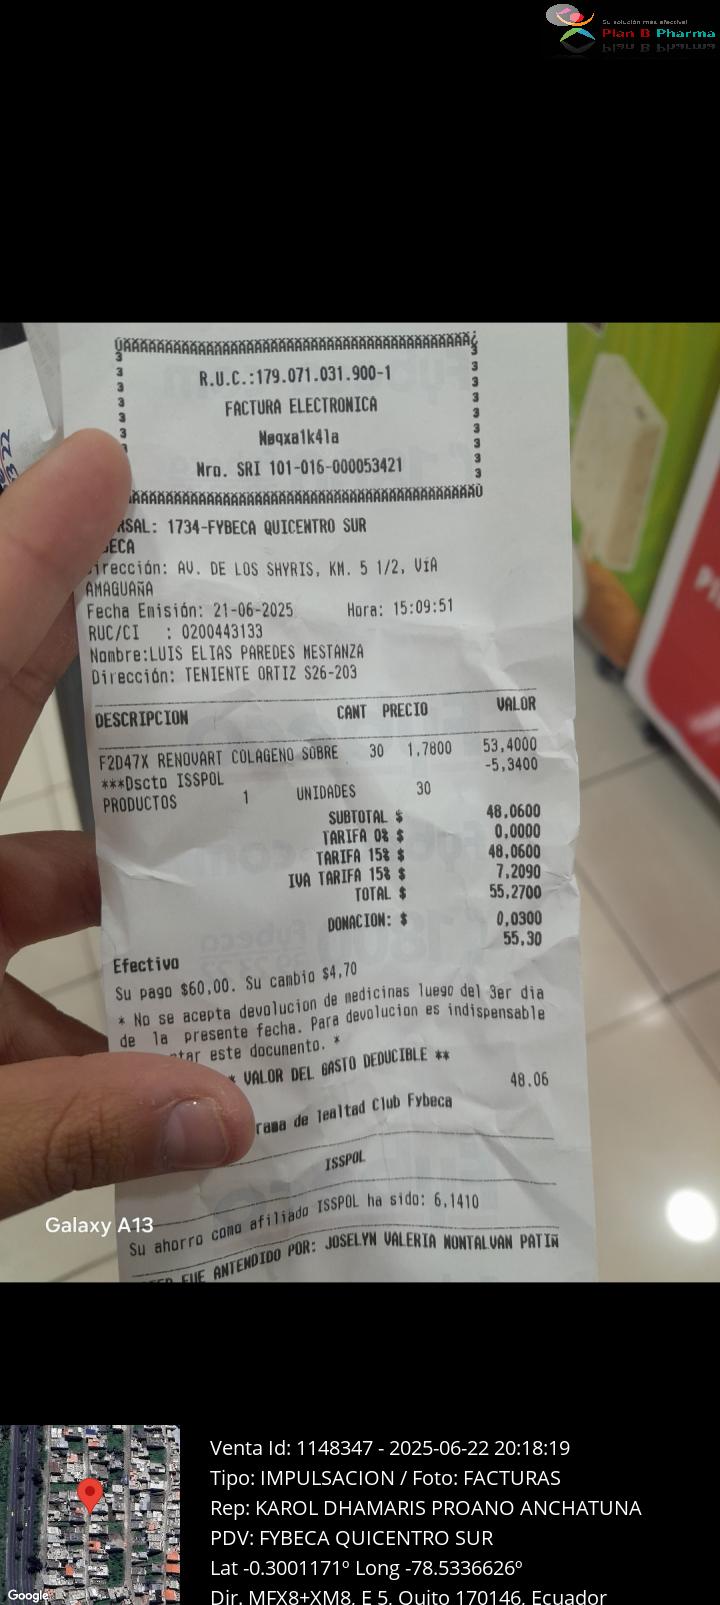 Su solución más efectiva!
Plan B Pharma
R.U.C.:179.071.031.900-1
FACTURA ELECTRONICA
Nøqxa1k4la
Nro. SRI 101-016-000053421
RSAL: 1734-FYBECA QUICENTRO SUR
ECA
irección: AV. DE LOS SHYRIS, KM. 5 1/2, VíA
AMAGUAñA
Fecha Emisión: 21-06-2025 Hora: 15:09:51
RUC/CI : 0200443133
Nombre:LUIS ELIAS PAREDES MESTANZA
Dirección: TENIENTE ORTIZ S26-203
DESCRIPCION CANT PRECIO VALOR
F2D47X RENOVART COLAGENO SOBRE 30 1,7800 53,4000
***Dscto ISSPOL -5,3400
PRODUCTOS 1 UNIDADES 30
SUBTOTAL $ 48,0600
TARIFA 0% $ 0,0000
TARIFA 15% $ 48,0600
IVA TARIFA 15% $ 7,2090
TOTAL $ 55,2700
DONACION: $ 0,0300
55,30
Efectivo
Su pago $60,00. Su cambio $4,70
* No se acepta devolucion de medicinas luego del 3er dia
de la presente fecha. Para devolucion es indispensable
tar este documento. *
* VALOR DEL GASTO DEDUCIBLE **
48.06
rama de lealtad Club Fybeca
ISSPOL
Su ahorro como afiliado ISSPOL ha sido: 6,1410
FUE ANTENDIDO POR: JOSELYN VALERIA MONTALVAN PATIÑ
Galaxy A13
Venta Id: 1148347 - 2025-06-22 20:18:19
Tipo: IMPULSACION / Foto: FACTURAS
Rep: KAROL DHAMARIS PROANO ANCHATUNA
PDV: FYBECA QUICENTRO SUR
Lat -0.3001171º Long -78.5336626º
Dir. MFX8+XM8, E 5, Quito 170146, Ecuador
Google